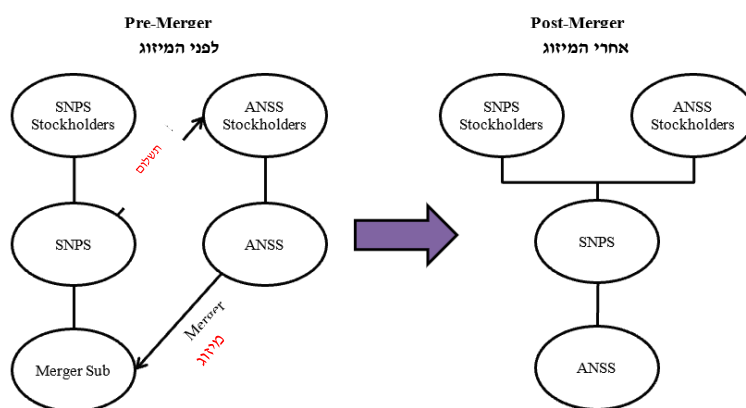 Pre-Merger
לפני המיזוג
SNPS
Stockholders
ANSS
Stockholders
תשלום
SNPS
ANSS
Merger
מיזוג
Merger Sub
Post-Merger
אחרי המיזוג
SNPS
Stockholders
ANSS
Stockholders
SNPS
ANSS